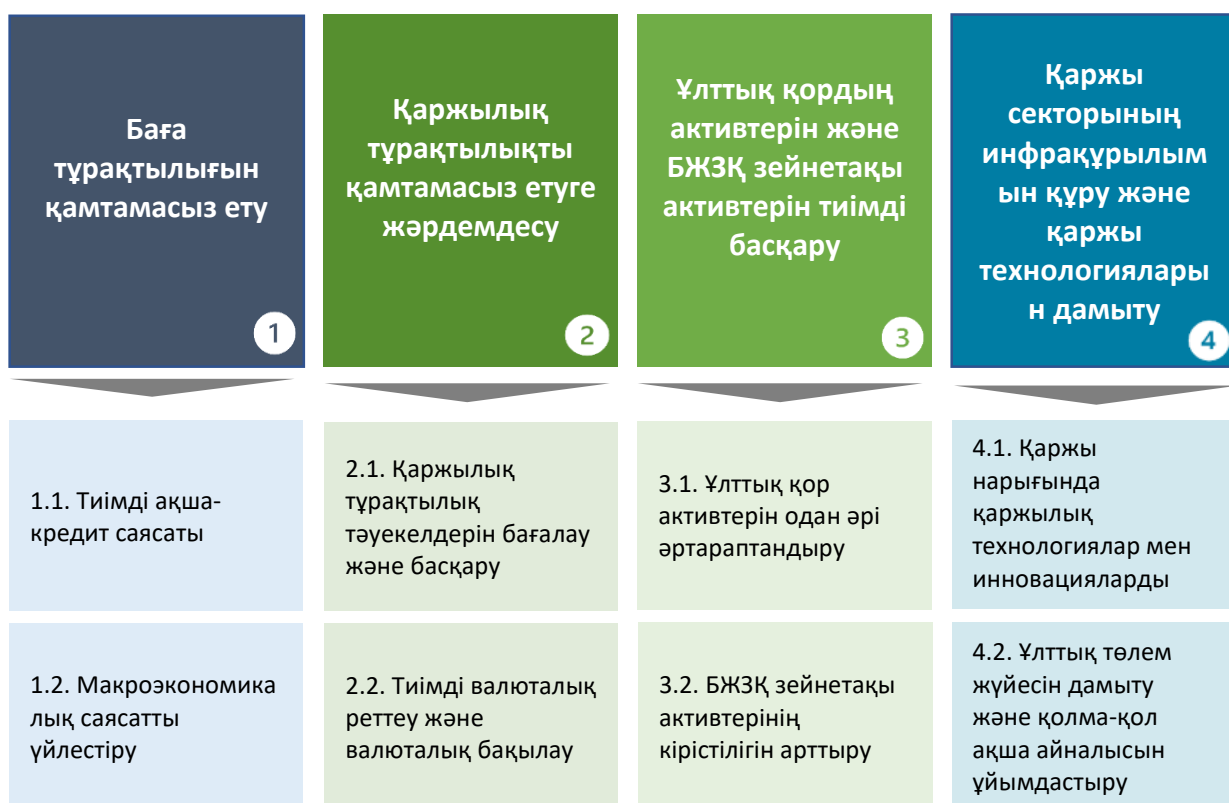 Баға
тұрақтылығын
қамтамасыз ету
1
Қаржылық
тұрақтылықты
қамтамасыз етуге
жәрдемдесу
2
Ұлттық қордың
активтерін және
БЖЗҚ зейнетақы
активтерін тиімді
басқару
3
Қаржы
секторының
инфрақұрылым
ын құру және
қаржы
технологиялары
н дамыту
4
1.1. Тиімді ақша-
кредит саясаты
2.1. Қаржылық
тұрақтылық
тәуекелдерін бағалау
және басқару
3.1. Ұлттық қор
активтерін одан әрі
әртараптандыру
4.1. Қаржы
нарығында
қаржылық
технологиялар мен
инновацияларды
1.2. Макроэкономика
лық саясатты
үйлестіру
2.2. Тиімді валюталық
реттеу және
валюталық бақылау
3.2. БЖЗҚ зейнетақы
активтерінің
кірістілігін арттыру
4.2. Ұлттық төлем
жүйесін дамыту
және қолма-қол
ақша айналысын
ұйымдастыру